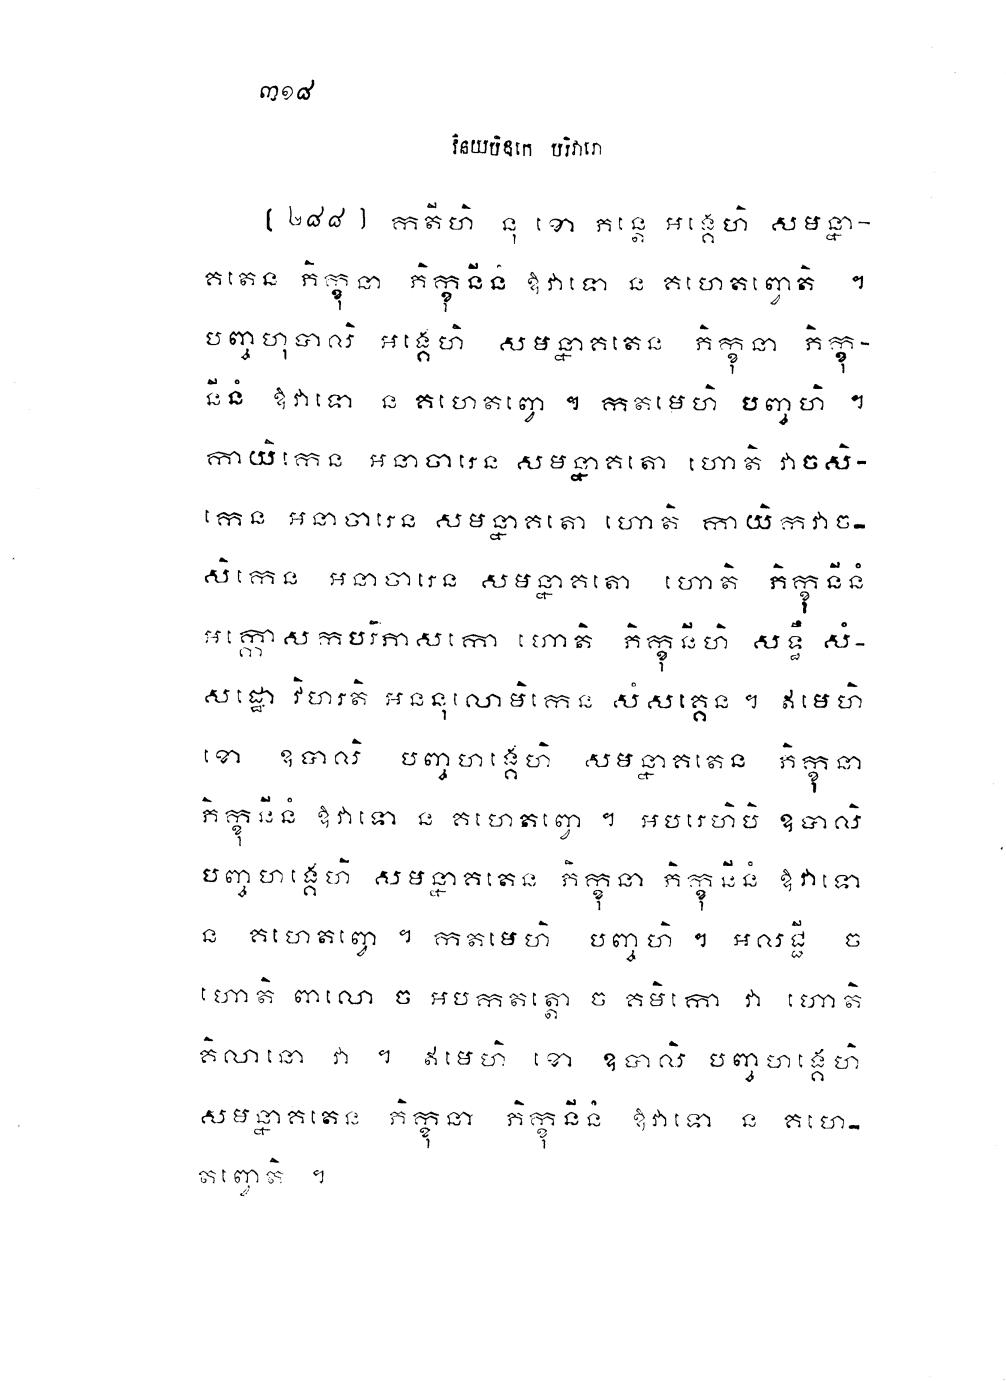 ៣១៨
វិនយបិដកេ បរិវារោ
(២៨៨) កតីហិ នុ ខោ ភន្តេ អង្គេហិ សមន្នា-
គតេន ភិក្ខុនា ភិក្ខុនីនំ ឱវាទោ ន គហេតព្វោតិ ។
បញ្ចហុបាលិ អង្គេហិ សមន្នាគតេន ភិក្ខុនា ភិក្ខុ-
នីនំ ឱវាទោ ន គហេតព្វោ ។ កតមេហិ បញ្ចហិ ។
កាយិកេន អនាចារេន សមន្នាគតោ ហោតិ វាចសិ-
កេន អនាចារេន សមន្នាគតោ ហោតិ កាយិកវាច-
សិកេន អនាចារេន សមន្នាគតោ ហោតិ ភិក្ខុនីនំ
អក្កោសកបរិភាសកោ ហោតិ ភិក្ខុនីហិ សទ្ធឹ សំ-
សដ្ឋោ វិហរតិ អននុលោមិកេន សំសគ្គេន ។ ឥមេហិ
ខោ ឧបាលិ បញ្ចហង្គេហិ សមន្នាគតេន ភិក្ខុនា
ភិក្ខុនីនំ ឱវាទោ ន គហេតព្វោ ។ អបរេហិបិ ឧបាលិ
បញ្ចហង្គេហិ សមន្នាគតេន ភិក្ខុនា ភិក្ខុនីនំ ឱវាទោ
ន គហេតព្វោ ។ កតមេហិ បញ្ចហិ ។ អលជ្ជី ច
ហោតិ ពាលោ ច អបកតត្តោ ច គមិកោ វា ហោតិ
គិលានោ វា ។ ឥមេហិ ខោ ឧបាលិ បញ្ចហង្គេហិ
សមន្នាគតេន ភិក្ខុនា ភិក្ខុនីនំ ឱវាទោ ន គហេ-
តព្វោតិ ។